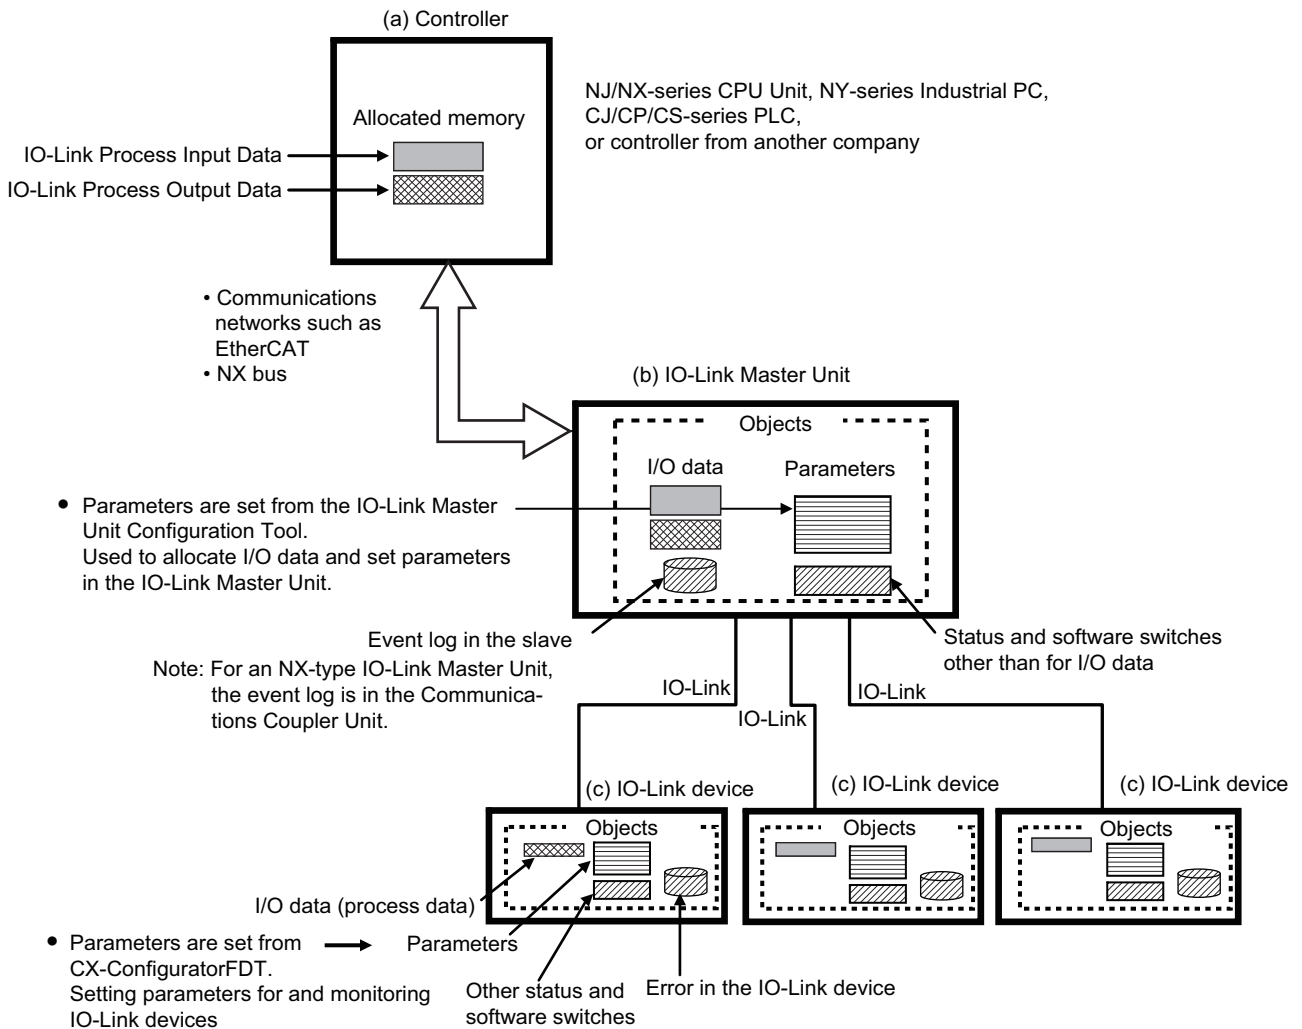 (a) Controller
NJ/NX-series CPU Unit, NY-series Industrial PC,
CJ/CP/CS-series PLC,
or controller from another company
Allocated memory
IO-Link Process Input Data
IO-Link Process Output Data
• Communications
networks such as
EtherCAT
• NX bus
(b) IO-Link Master Unit
Objects
I/O data
Parameters
● Parameters are set from the IO-Link Master
Unit Configuration Tool.
Used to allocate I/O data and set parameters
in the IO-Link Master Unit.
Event log in the slave
Note: For an NX-type IO-Link Master Unit,
the event log is in the Communica-
tions Coupler Unit.
Status and software switches
other than for I/O data
IO-Link
IO-Link
IO-Link
(c) IO-Link device
(c) IO-Link device
(c) IO-Link device
Objects
Objects
Objects
I/O data (process data)
● Parameters are set from
CX-ConfiguratorFDT.
Setting parameters for and monitoring
IO-Link devices
Parameters
Other status and
software switches
Error in the IO-Link device